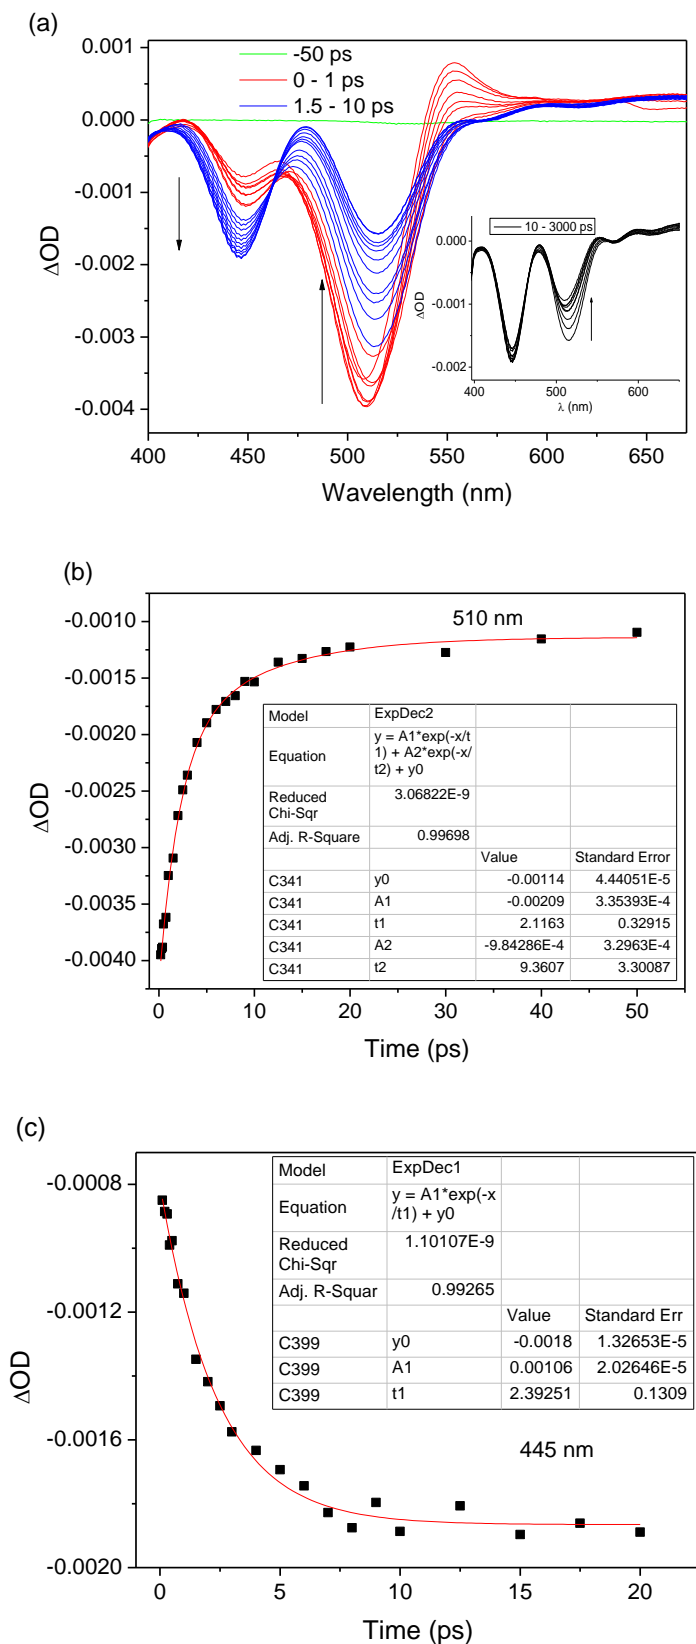 (a)
0.001
0.000
-0.001
-0.002
-0.003
-0.004
ΔOD
-50 ps
0 - 1 ps
1.5 - 10 ps
10 - 3000 ps
0.000
-0.001
-0.002
ΔOD
400 500 600
λ (nm)
400 450 500 550 600 650
Wavelength (nm)
(b)
-0.0010
-0.0015
-0.0020
-0.0025
-0.0030
-0.0035
-0.0040
ΔOD
510 nm
Model ExpDec2
Equation y = A1*exp(-x/t
1) + A2*exp(-x/
t2) + y0
Reduced
Chi-Sqr 3.06822E-9
Adj. R-Square 0.99698
Value Standard Error
C341 y0 -0.00114 4.44051E-5
C341 A1 -0.00209 3.35393E-4
C341 t1 2.1163 0.32915
C341 A2 -9.84286E-4 3.2963E-4
C341 t2 9.3607 3.30087
0 10 20 30 40 50
Time (ps)
(c)
-0.0008
-0.0012
-0.0016
-0.0020
ΔOD
Model ExpDec1
Equation y = A1*exp(-x
/t1) + y0
Reduced
Chi-Sqr 1.10107E-9
Adj. R-Squar 0.99265
Value Standard Err
C399 y0 -0.0018 1.32653E-5
C399 A1 0.00106 2.02646E-5
C399 t1 2.39251 0.1309
445 nm
0 5 10 15 20
Time (ps)